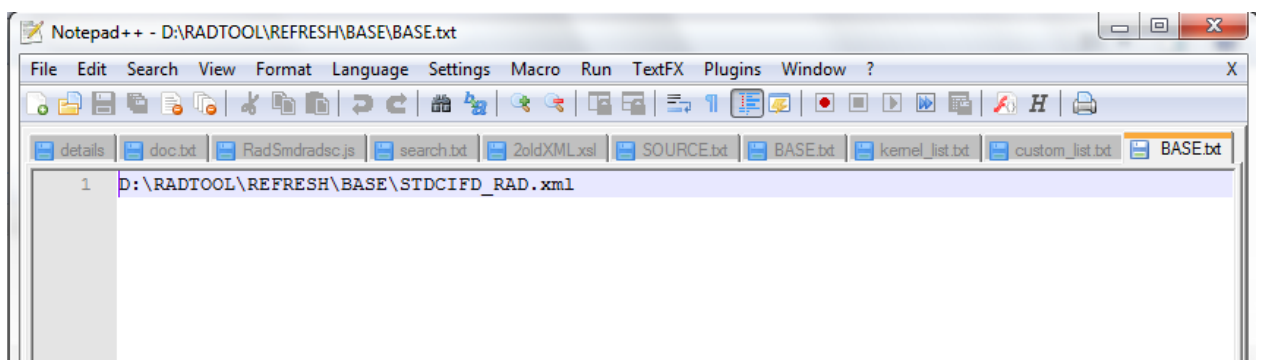 Notepad++ - D:\RADTOOL\REFRESH\BASE\BASE.txt
File Edit Search View Format Language Settings Macro Run TextFX Plugins Window ? X
details doc.txt RadSmdradsc.js search.txt 2oldXML.xsl SOURCE.txt BASE.txt kernel_list.txt custom_list.txt BASE.txt
1 D:\RADTOOL\REFRESH\BASE\STDCIFD_RAD.xml